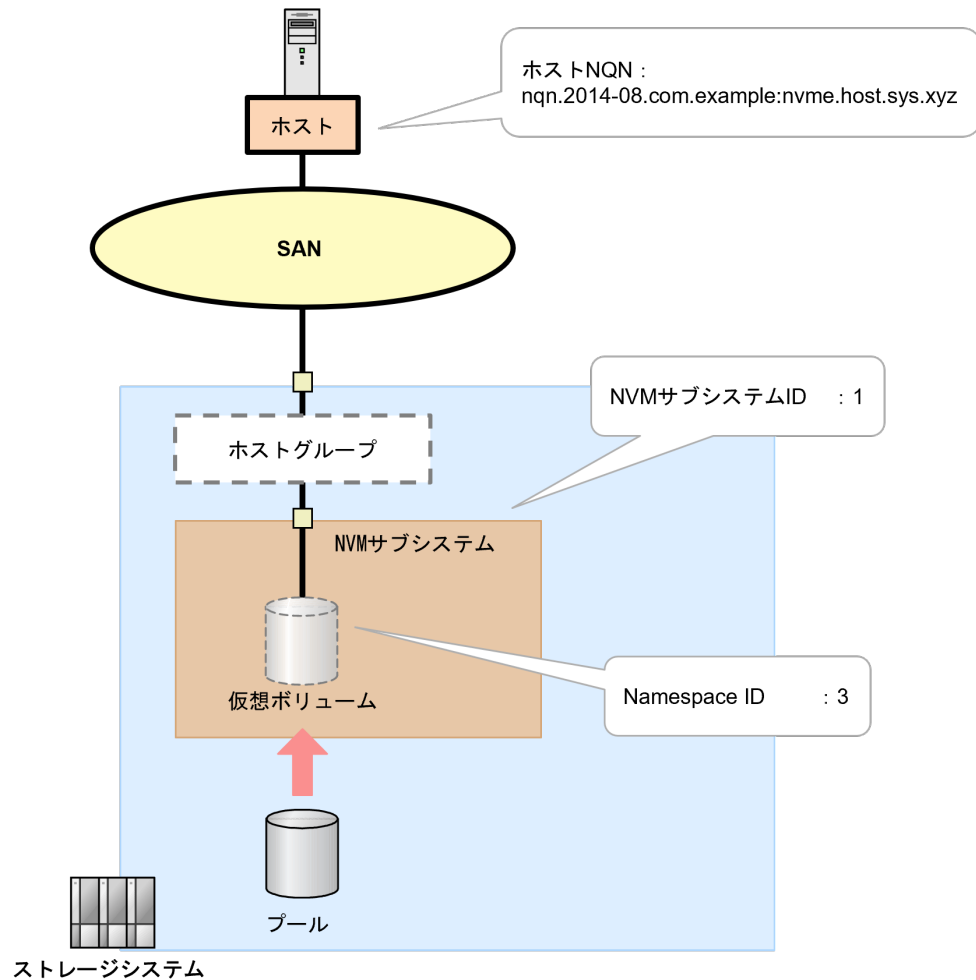 ホストNQN：
nqn.2014-08.com.example:nvme.host.sys.xyz
ホスト
SAN
NVMサブシステムID ：1
ホストグループ
NVMサブシステム
仮想ボリューム
Namespace ID ：3
プール
ストレージシステム